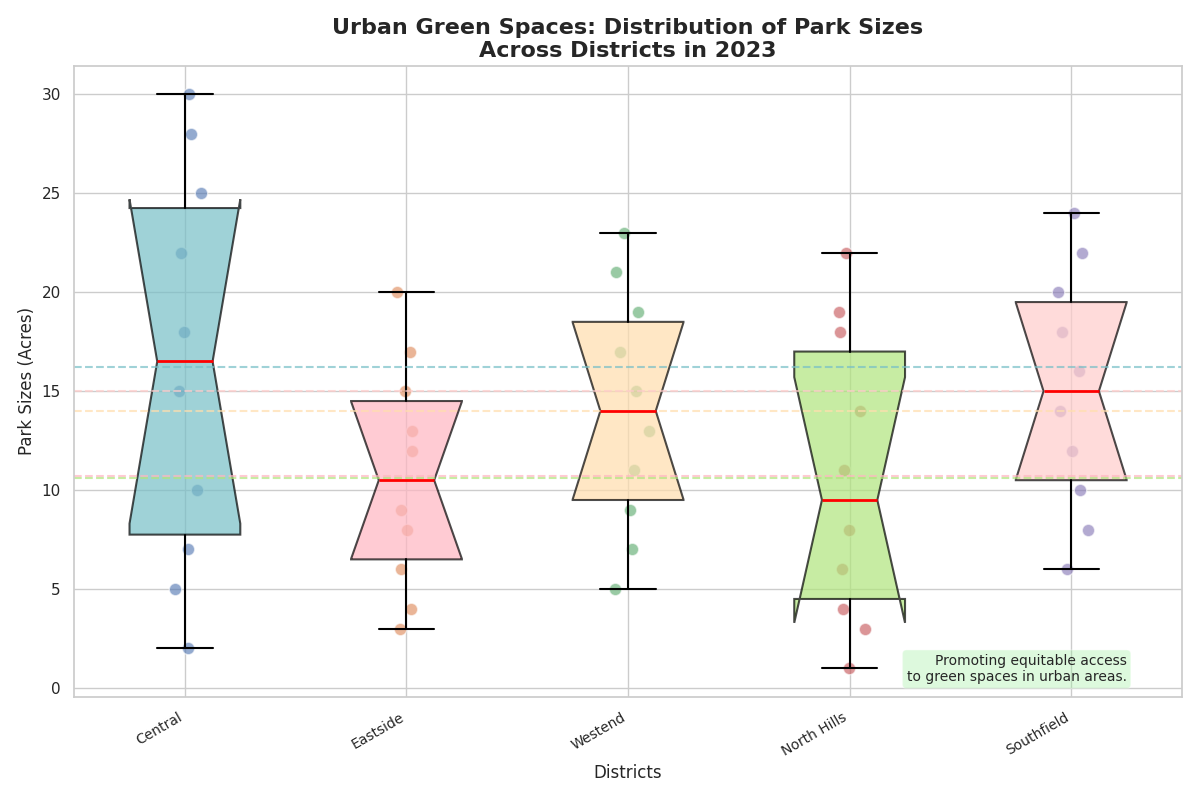 Urban Green Spaces: Distribution of Park Sizes
Across Districts in 2023
Park Sizes (Acres)
30
25
20
15
10
5
0
Promoting equitable access
to green spaces in urban areas.
Central
Eastside
Westend
North Hills
Southfield
Districts